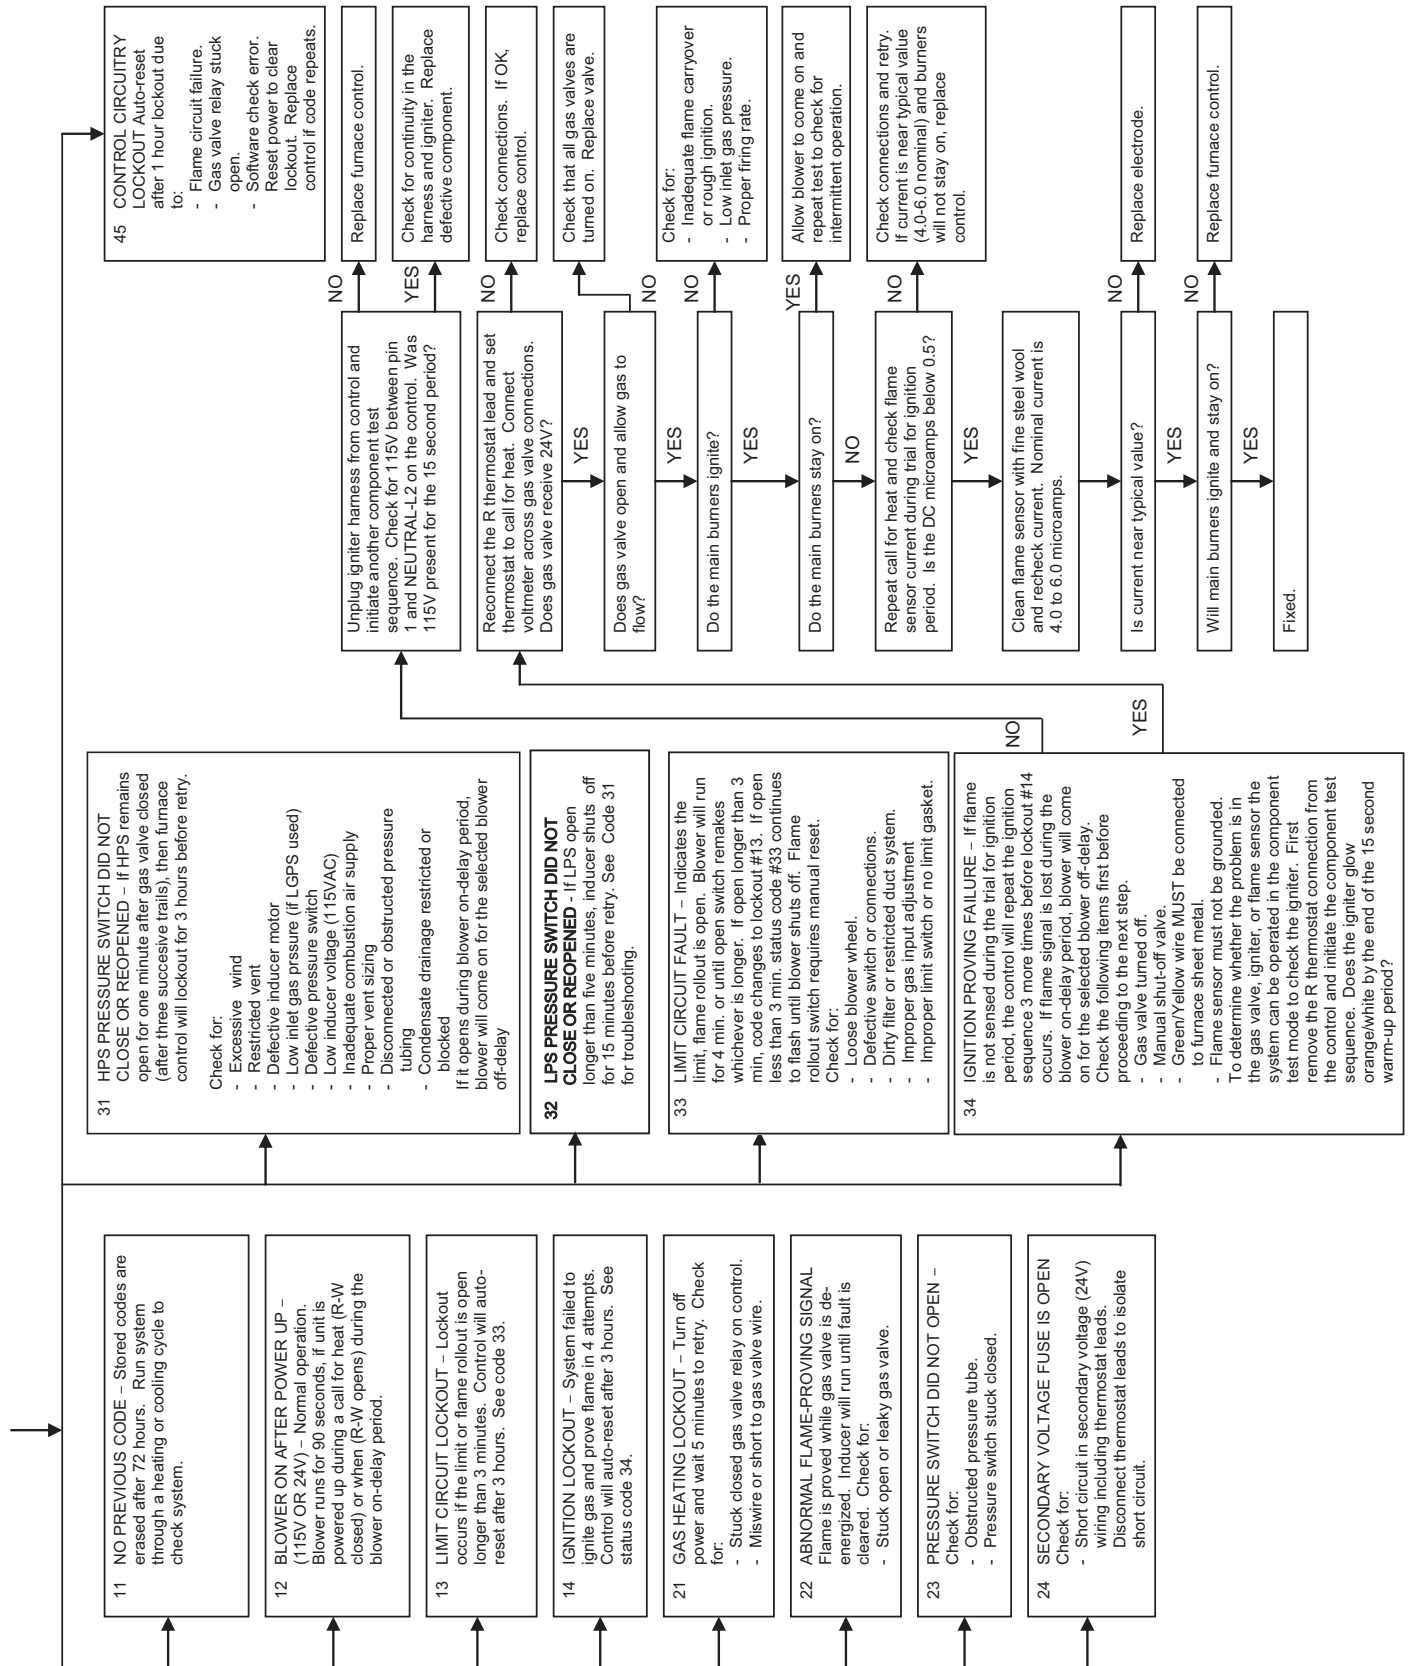 11 NO PREVIOUS CODE – Stored codes are
erased after 72 hours. Run system
through a heating or cooling cycle to
check system.
12 BLOWER ON AFTER POWER UP –
(115V OR 24V) – Normal operation.
Blower runs for 90 seconds, if unit is
powered up during a call for heat (R-W
closed) or when (R-W opens) during the
blower on-delay period.
13 LIMIT CIRCUIT LOCKOUT – Lockout
occurs if the limit or flame rollout is open
longer than 3 minutes. Control will auto-
reset after 3 hours. See code 33.
14 IGNITION LOCKOUT – System failed to
ignite gas and prove flame in 4 attempts.
Control will auto-reset after 3 hours. See
status code 34.
21 GAS HEATING LOCKOUT – Turn off
power and wait 5 minutes to retry. Check
for:
- Stuck closed gas valve relay on control.
- Miswire or short to gas valve wire.
22 ABNORMAL FLAME-PROVING SIGNAL
Flame is proved while gas valve is de-
energized. Inducer will run until fault is
cleared. Check for:
- Stuck open or leaky gas valve.
23 PRESSURE SWITCH DID NOT OPEN –
Check for:
- Obstructed pressure tube.
- Pressure switch stuck closed.
24 SECONDARY VOLTAGE FUSE IS OPEN
Check for:
- Short circuit in secondary voltage (24V)
wiring including thermostat leads.
Disconnect thermostat leads to isolate
short circuit.
31 HPS PRESSURE SWITCH DID NOT
CLOSE OR REOPENED – If HPS remains
open for one minute after gas valve closed
(after three succesive trails), then furnace
control will lockout for 3 hours before retry.
Check for:
- Excessive wind
- Restricted vent
- Defective inducer motor
- Low inlet gas prssure (if LGPS used)
- Defective pressure switch
- Low inducer voltage (115VAC)
- Inadequate combustion air supply
- Proper vent sizing
- Disconnected or obstructed pressure
tubing
- Condensate drainage restricted or
blocked
If it opens during blower on-delay period,
blower will come on for the selected blower
off-delay
32 LPS PRESSURE SWITCH DID NOT
CLOSE OR REOPENED - If LPS open
longer than five minutes, inducer shuts off
for 15 minutes before retry. See Code 31
for troubleshooting.
33 LIMIT CIRCUIT FAULT – Indicates the
limit, flame rollout is open. Blower will run
for 4 min. or until open switch remakes
whichever is longer. If open longer than 3
min, code changes to lockout #13. If open
less than 3 min. status code #33 continues
to flash until blower shuts off. Flame
rollout switch requires manual reset.
Check for:
- Loose blower wheel.
- Defective switch or connections.
- Dirty filter or restricted duct system.
- Improper gas input adjustment
- Improper limit switch or no limit gasket.
34 IGNITION PROVING FAILURE – If flame
is not sensed during the trial for ignition
period, the control will repeat the ignition
sequence 3 more times before lockout #14
occurs. If flame signal is lost during the
blower on-delay period, blower will come
on for the selected blower off-delay.
Check the following items first before
proceeding to the next step.
- Gas valve turned off.
- Manual shut-off valve.
- Green/Yellow wire MUST be connected
to furnace sheet metal.
- Flame sensor must not be grounded.
To determine whether the problem is in
the gas valve, igniter, or flame sensor the
system can be operated in the component
test mode to check the igniter. First
remove the R thermostat connection from
the control and initiate the component test
sequence. Does the igniter glow
orange/white by the end of the 15 second
warm-up period?
NO
YES
45 CONTROL CIRCUITRY
LOCKOUT Auto-reset
after 1 hour lockout due
to:
- Flame circuit failure.
- Gas valve relay stuck
open.
- Software check error.
Reset power to clear
lockout. Replace
control if code repeats.
Unplug igniter harness from control and
initiate another component test
sequence. Check for 115V between pin
1 and NEUTRAL-L2 on the control. Was
115V present for the 15 second period?
NO
Replace furnace control.
YES
Check for continuity in the
harness and igniter. Replace
defective component.
Reconnect the R thermostat lead and set
thermostat to call for heat. Connect
voltmeter across gas valve connections.
Does gas valve receive 24V?
NO
Check connections. If OK,
replace control.
YES
Does gas valve open and allow gas to
flow?
NO
Check that all gas valves are
turned on. Replace valve.
YES
Do the main burners ignite?
NO
Check for:
- Inadequate flame carryover
or rough ignition.
- Low inlet gas pressure.
- Proper firing rate.
YES
Do the main burners stay on?
YES
Allow blower to come on and
repeat test to check for
intermittent operation.
NO
Repeat call for heat and check flame
sensor current during trial for ignition
period. Is the DC microamps below 0.5?
NO
Check connections and retry.
If current is near typical value
(4.0-6.0 nominal) and burners
will not stay on, replace
control.
YES
Clean flame sensor with fine steel wool
and recheck current. Nominal current is
4.0 to 6.0 microamps.
Is current near typical value?
NO
Replace electrode.
YES
Will main burners ignite and stay on?
NO
Replace furnace control.
YES
Fixed.